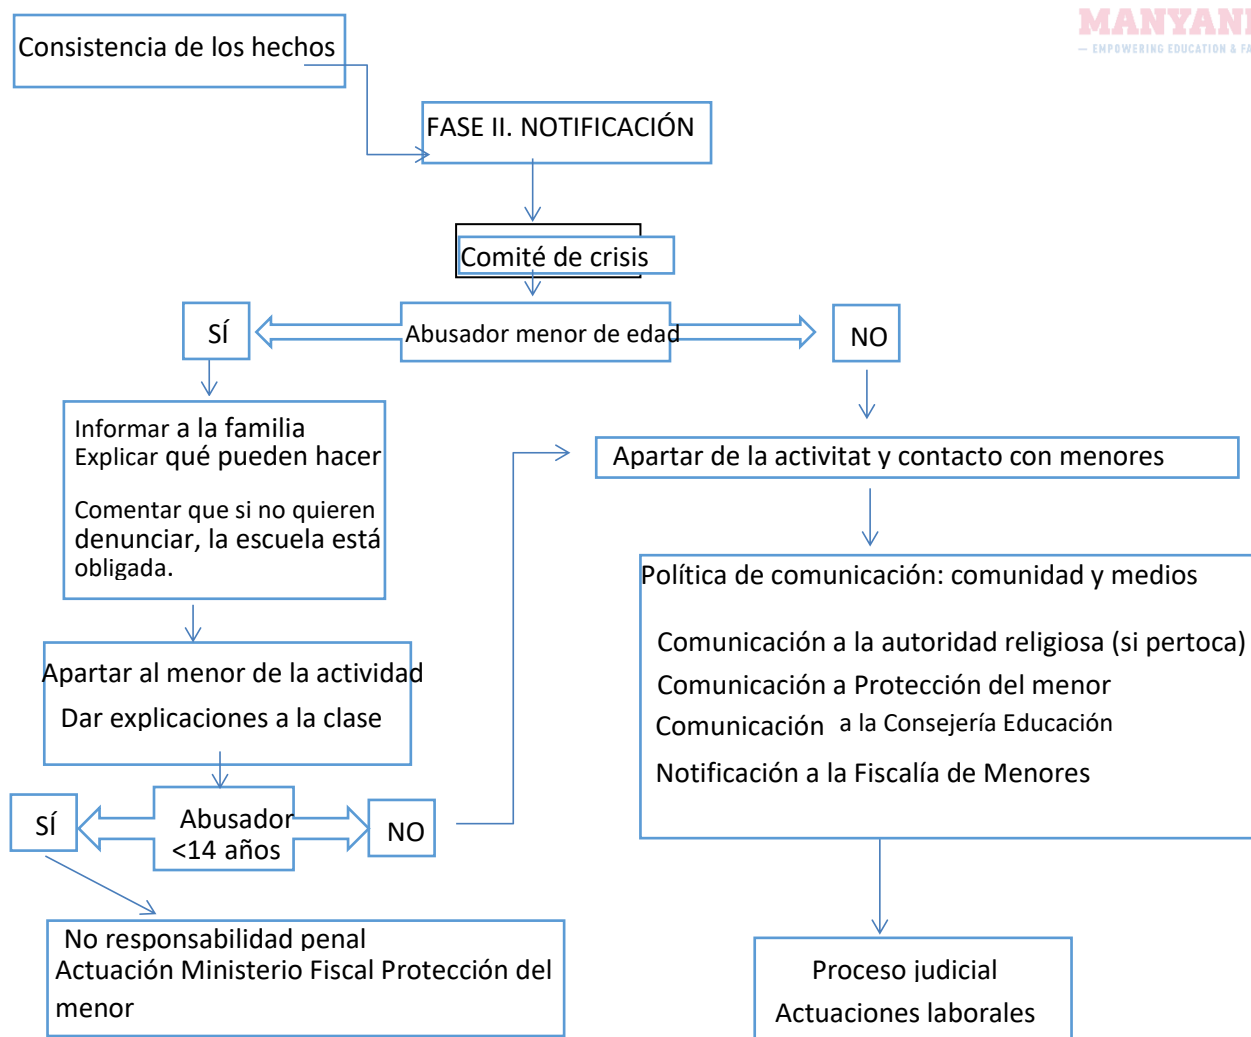 MANYANE
— EMPOWERING EDUCATION & FA
Consistencia de los hechos
FASE II. NOTIFICACIÓN
Comité de crisis
SÍ
Abusador menor de edad
NO
Informar a la familia
Explicar qué pueden hacer
Comentar que si no quieren
denunciar, la escuela está
obligada.
Apartar de la activitat y contacto con menores
Política de comunicación: comunidad y medios
Comunicación a la autoridad religiosa (si pertoca)
Comunicación a Protección del menor
Comunicación a la Consejería Educación
Notificación a la Fiscalía de Menores
Apartar al menor de la actividad
Dar explicaciones a la clase
SÍ
Abusador
<14 años
NO
No responsabilidad penal
Actuación Ministerio Fiscal Protección del
menor
Proceso judicial
Actuaciones laborales